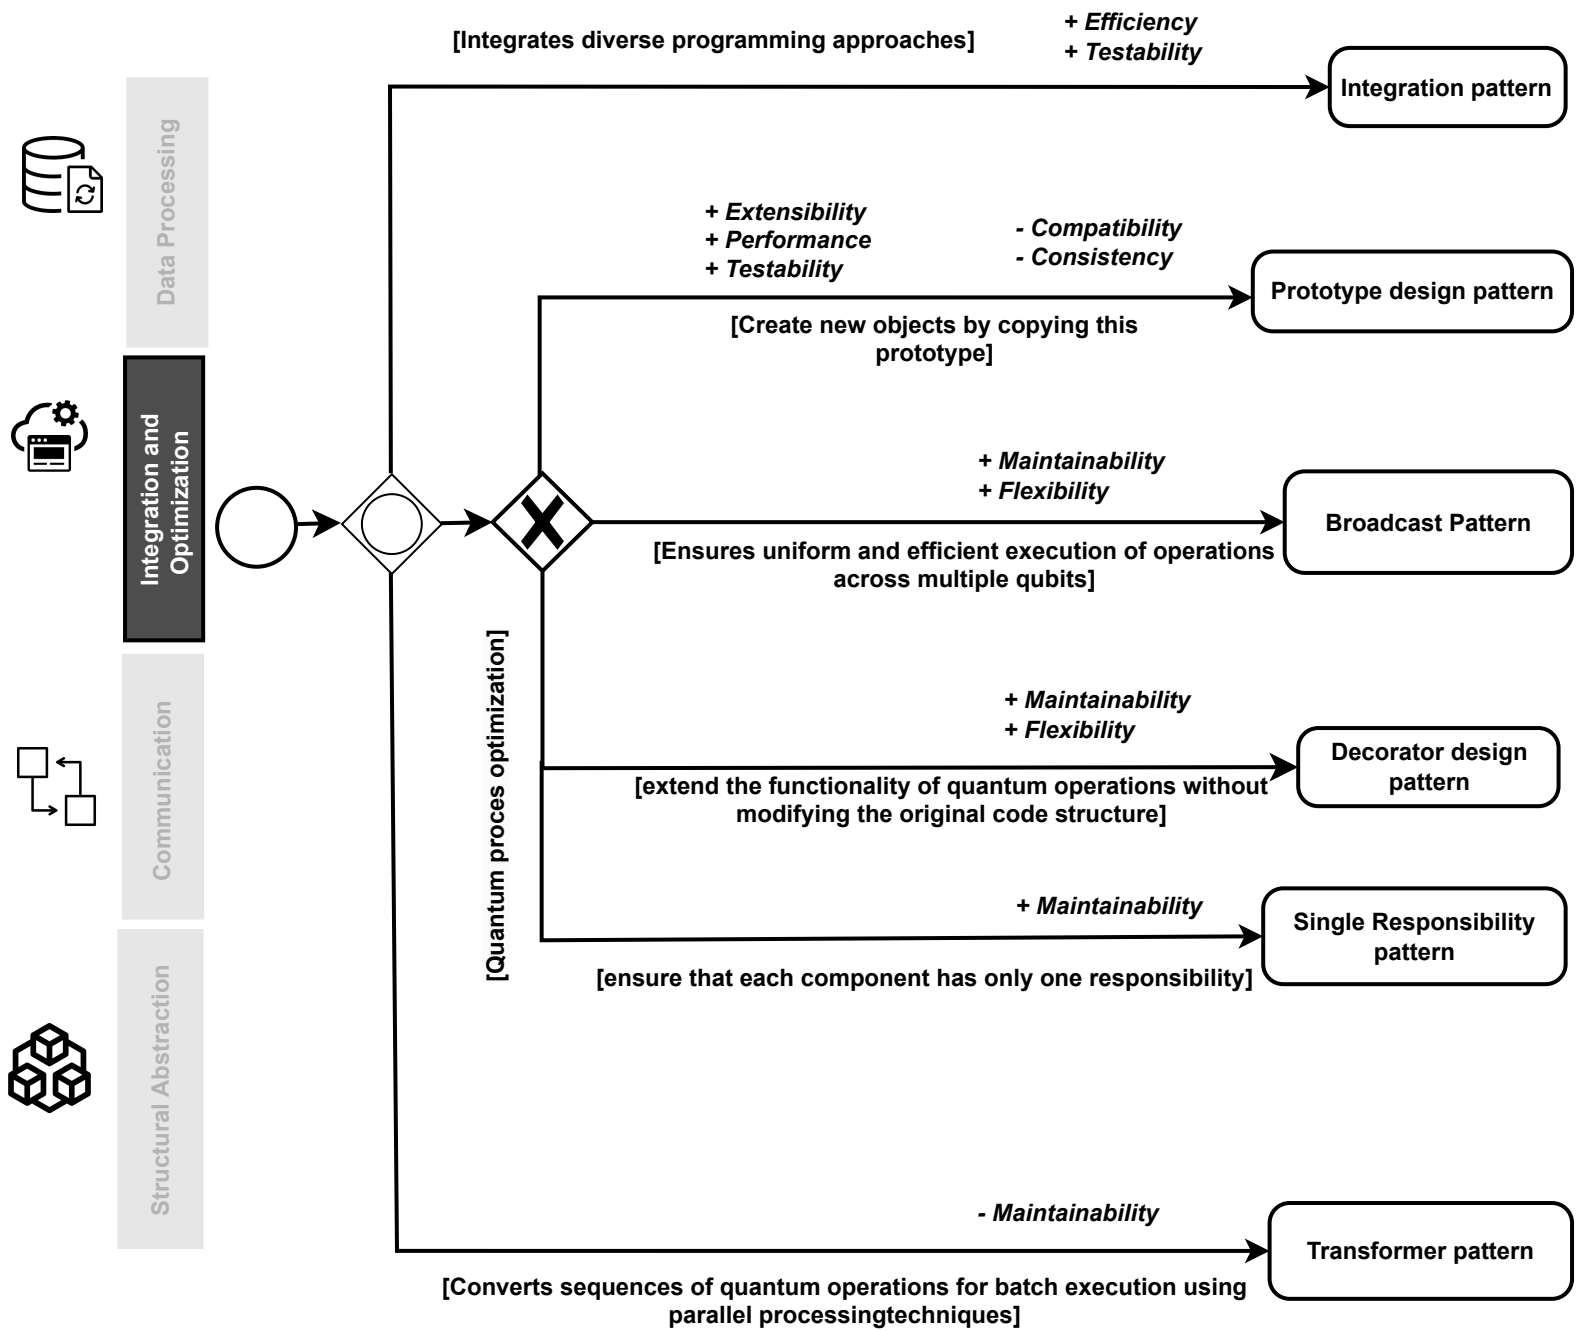 [Integrates diverse programming approaches]
+ Efficiency
+ Testability
Integration pattern
Data Processing
+ Extensibility
+ Performance
+ Testability
- Compatibility
- Consistency
Prototype design pattern
[Create new objects by copying this
prototype]
Integration and
Optimization
+ Maintainability
+ Flexibility
Broadcast Pattern
[Ensures uniform and efficient execution of operations
across multiple qubits]
[Quantum proces optimization]
Communication
+ Maintainability
+ Flexibility
Decorator design
pattern
[extend the functionality of quantum operations without
modifying the original code structure]
+ Maintainability
Single Responsibility
pattern
[ensure that each component has only one responsibility]
Structural Abstraction
- Maintainability
Transformer pattern
[Converts sequences of quantum operations for batch execution using
parallel processingtechniques]